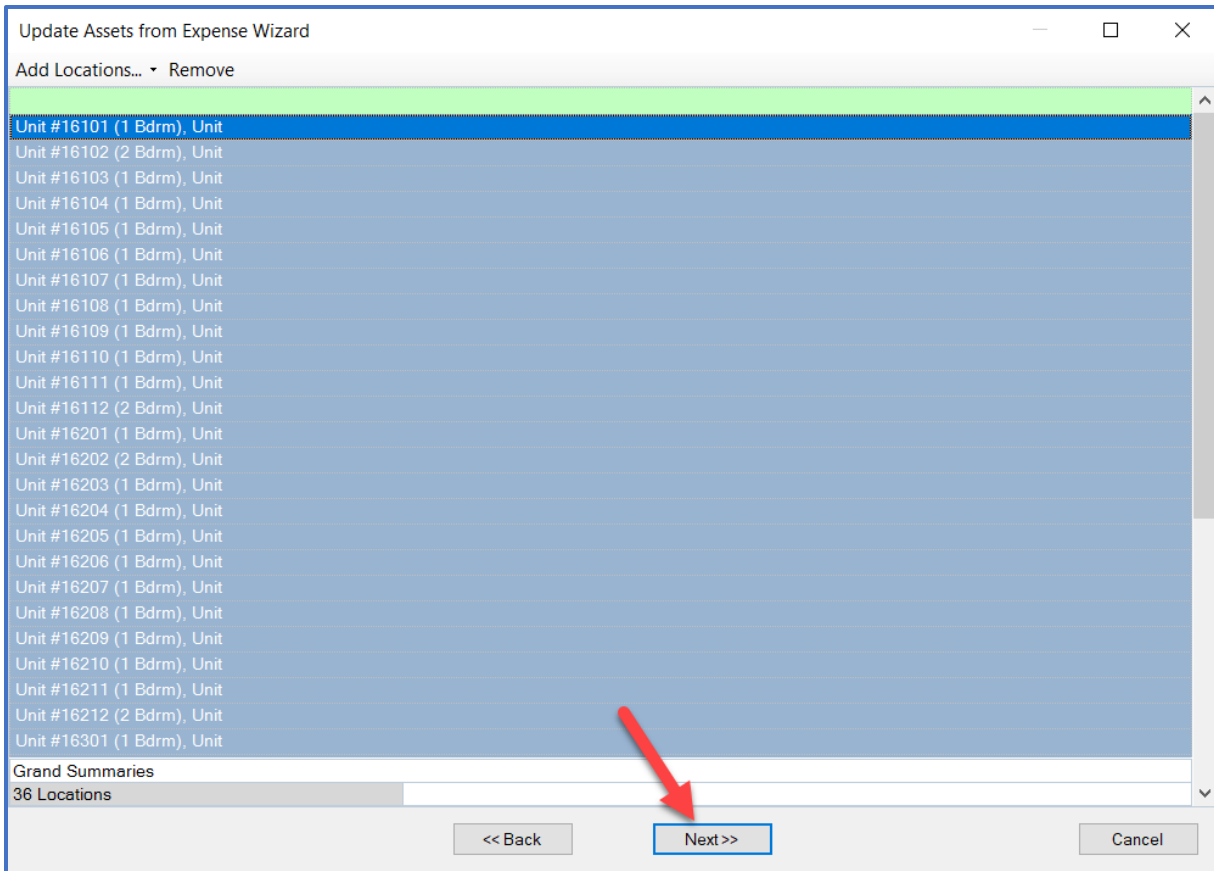 Update Assets from Expense Wizard
Add Locations... Remove
Unit #16101 (1 Bdrm), Unit
Unit #16102 (2 Bdrm), Unit
Unit #16103 (1 Bdrm), Unit
Unit #16104 (1 Bdrm), Unit
Unit #16105 (1 Bdrm), Unit
Unit #16106 (1 Bdrm), Unit
Unit #16107 (1 Bdrm), Unit
Unit #16108 (1 Bdrm), Unit
Unit #16109 (1 Bdrm), Unit
Unit #16110 (1 Bdrm), Unit
Unit #16111 (1 Bdrm), Unit
Unit #16112 (2 Bdrm), Unit
Unit #16201 (1 Bdrm), Unit
Unit #16202 (2 Bdrm), Unit
Unit #16203 (1 Bdrm), Unit
Unit #16204 (1 Bdrm), Unit
Unit #16205 (1 Bdrm), Unit
Unit #16206 (1 Bdrm), Unit
Unit #16207 (1 Bdrm), Unit
Unit #16208 (1 Bdrm), Unit
Unit #16209 (1 Bdrm), Unit
Unit #16210 (1 Bdrm), Unit
Unit #16211 (1 Bdrm), Unit
Unit #16212 (2 Bdrm), Unit
Unit #16301 (1 Bdrm), Unit
Grand Summaries
36 Locations
<< Back Next >> Cancel